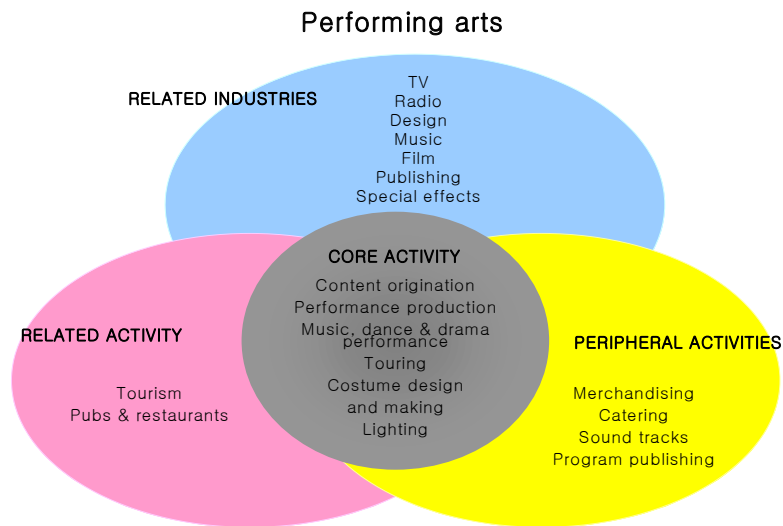 Performing arts
RELATED INDUSTRIES
TV
Radio
Design
Music
Film
Publishing
Special effects
CORE ACTIVITY
Content origination
Performance production
Music, dance & drama
performance
Touring
Costume design
and making
Lighting
RELATED ACTIVITY
Tourism
Pubs & restaurants
PERIPHERAL ACTIVITIES
Merchandising
Catering
Sound tracks
Program publishing